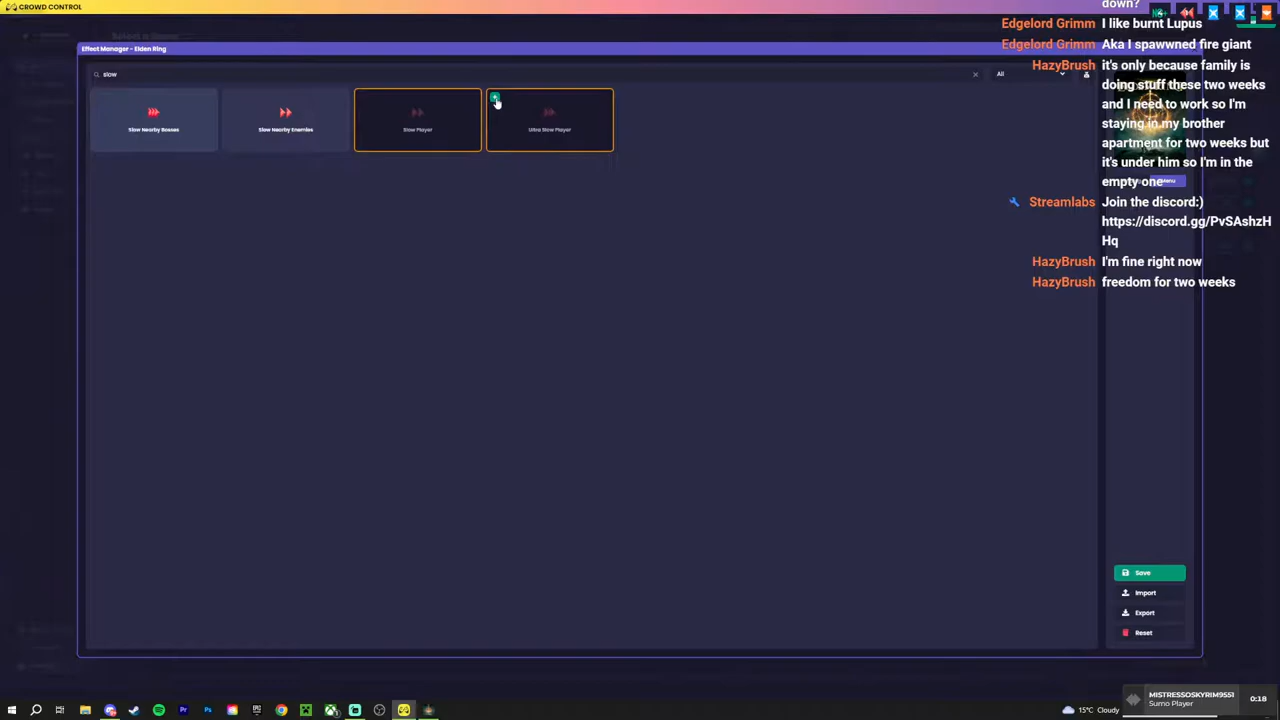 CROWD CONTROL
Effect Manager - Elden Ring
slow
All
Slow Nearby Bosses
Slow Nearby Enemies
Slow Player
Ultra Slow Player
Menu
Save
Import
Export
Reset
down?
Edgelord Grimm I like burnt Lupus
Edgelord Grimm Aka I spawwned fire giant
HazyBrush it's only because family is
doing stuff these two weeks
and I need to work so I'm
staying in my brother
apartment for two weeks but
it's under him so I'm in the
empty one
Streamlabs Join the discord:)
https://discord.gg/PvSAshzH
Hq
HazyBrush I'm fine right now
HazyBrush freedom for two weeks
15°C Cloudy
MISTRESSOSKYRIM9551
Sumo Player
0:18